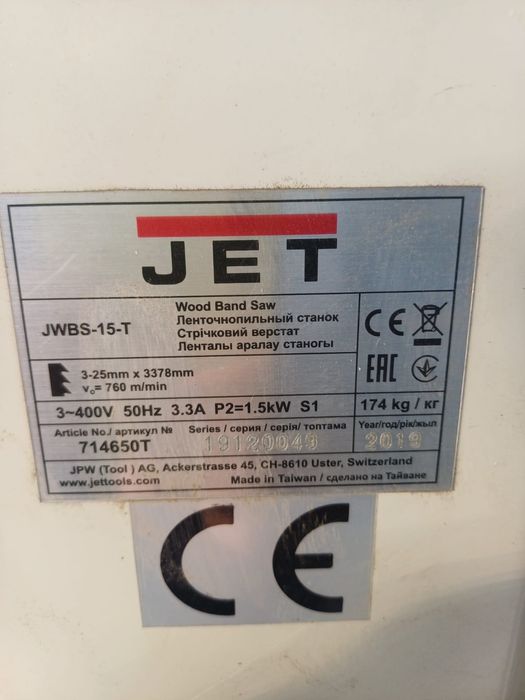 JET
JWBS-15-T
Wood Band Saw
Ленточнопильный станок
Стрічковий верстат
Ленталы аралау станогы
CE
EAC
3-25mm x 3378mm
v₀= 760 m/min
3~400V 50Hz 3.3A P2=1.5kW S1
174 kg / кг
Article No./ артикул №
714650T
Series / серия / серія/ топтама
19120049
Year/год/рік/жыл
2019
JPW (Tool ) AG, Ackerstrasse 45, CH-8610 Uster, Switzerland
www.jettools.com
Made in Taiwan / сделано на Тайване
CE